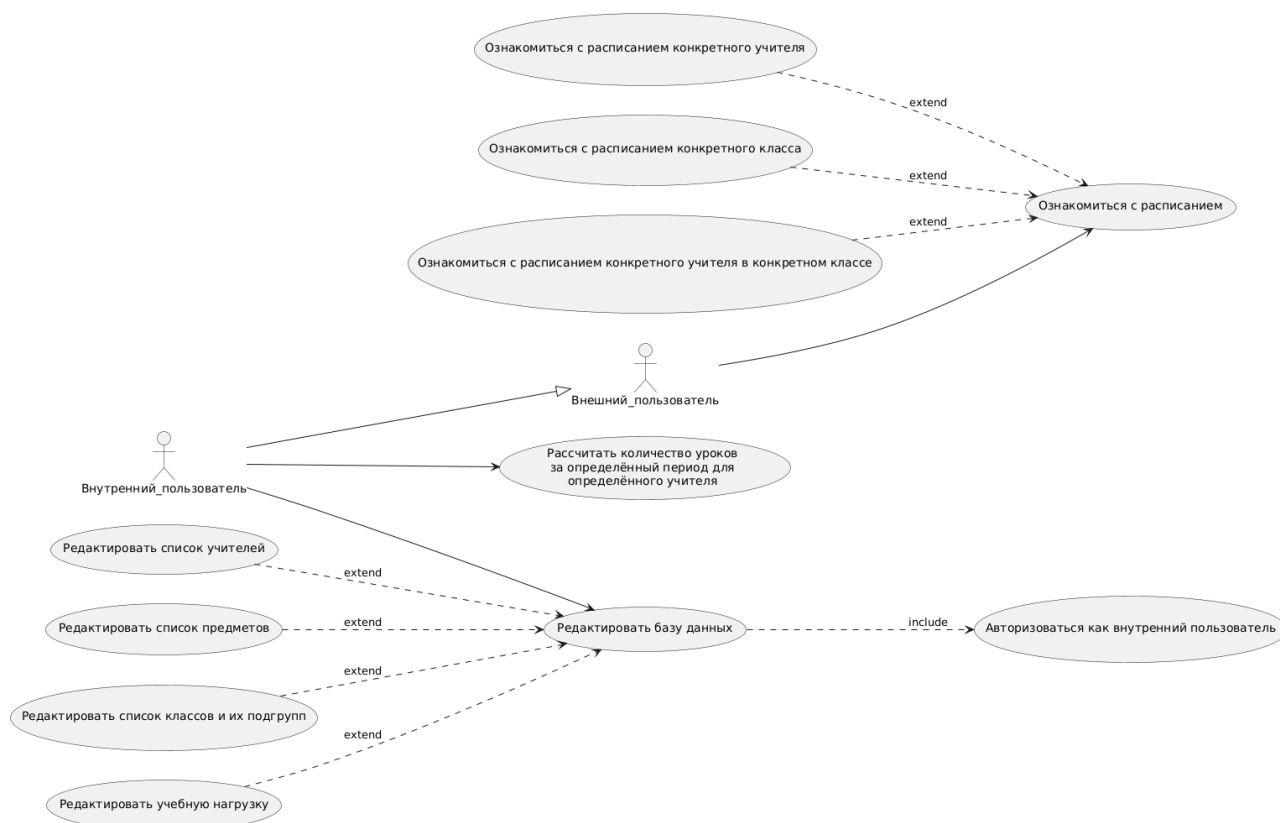 Ознакомиться с расписанием конкретного учителя
extend
Ознакомиться с расписанием конкретного класса
extend
Ознакомиться с расписанием
extend
Ознакомиться с расписанием конкретного учителя в конкретном классе
Внешний_пользователь
Рассчитать количество уроков
за определённый период для
определённого учителя
Внутренний_пользователь
Редактировать список учителей
extend
Редактировать список предметов
extend
Редактировать базу данных
include
Авторизоваться как внутренний пользователь
extend
Редактировать список классов и их подгрупп
extend
Редактировать учебную нагрузку